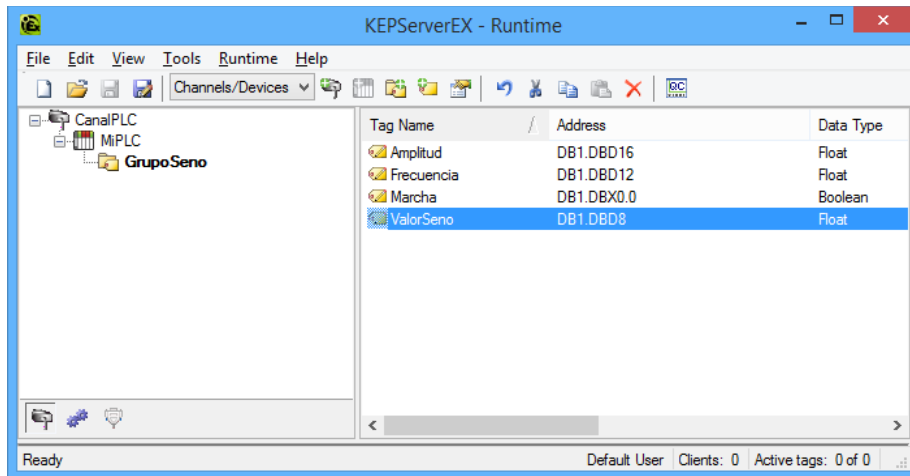 KEPServerEX - Runtime
File Edit View Tools Runtime Help
Channels/Devices
CanalPLC
MiPLC
GrupoSeno
Tag Name Address Data Type
Amplitud DB1.DBD16 Float
Frecuencia DB1.DBD12 Float
Marcha DB1.DBX0.0 Boolean
ValorSeno DB1.DBD8 Float
Ready Default User Clients: 0 Active tags: 0 of 0